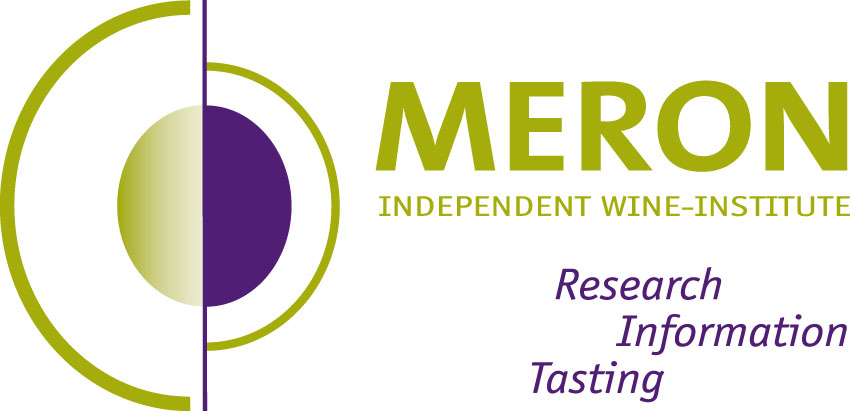 MERON
INDEPENDENT WINE-INSTITUTE
Research
Information
Tasting